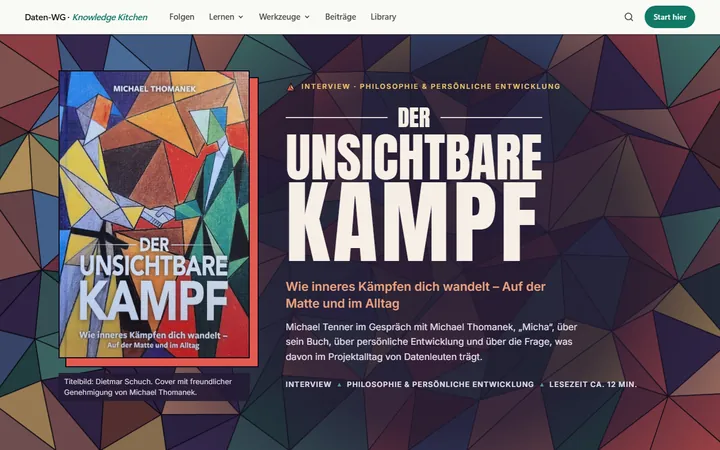 Daten-WG · Knowledge Kitchen
Folgen
Lernen
Werkzeuge
Beiträge
Library
Start hier
MICHAEL THOMANEK
DER
UNSICHTBARE
KAMPF
Wie inneres Kämpfen dich wandelt –
Auf der Matte und im Alltag
Titelbild: Dietmar Schuch. Cover mit freundlicher
Genehmigung von Michael Thomanek.
INTERVIEW · PHILOSOPHIE & PERSÖNLICHE ENTWICKLUNG
DER
UNSICHTBARE
KAMPF
Wie inneres Kämpfen dich wandelt – Auf der
Matte und im Alltag
Michael Tenner im Gespräch mit Michael Thomanek, „Micha“, über
sein Buch, über persönliche Entwicklung und über die Frage, was
davon im Projektalltag von Datenleuten trägt.
INTERVIEW ▲ PHILOSOPHIE & PERSÖNLICHE ENTWICKLUNG ▲ LESEZEIT CA. 12 MIN.